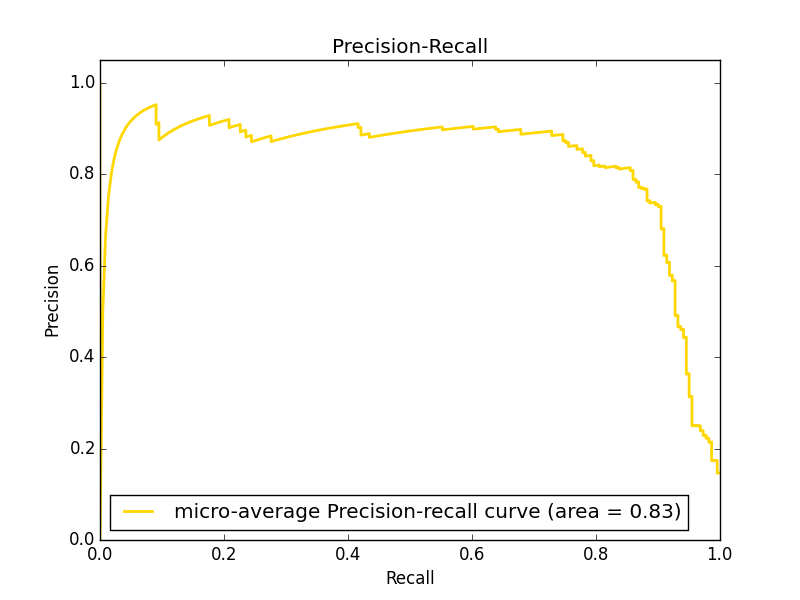 Precision-Recall
1.0
0.8
0.6
0.4
0.2
0.0
Precision
micro-average Precision-recall curve (area = 0.83)
0.0 0.2 0.4 0.6 0.8 1.0
Recall